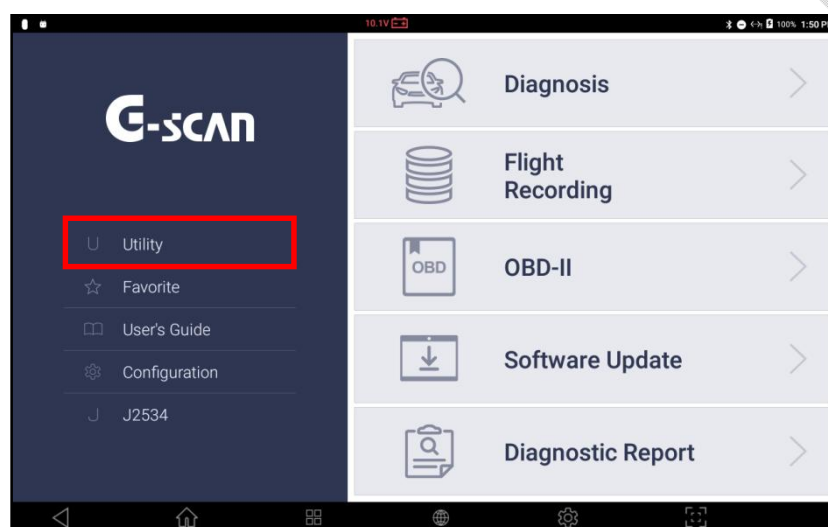 10.1V
100% 1:50 P
G-scan
Diagnosis
Flight
Recording
U Utility
OBD
OBD-II
Favorite
User's Guide
Configuration
Software Update
J J2534
Diagnostic Report